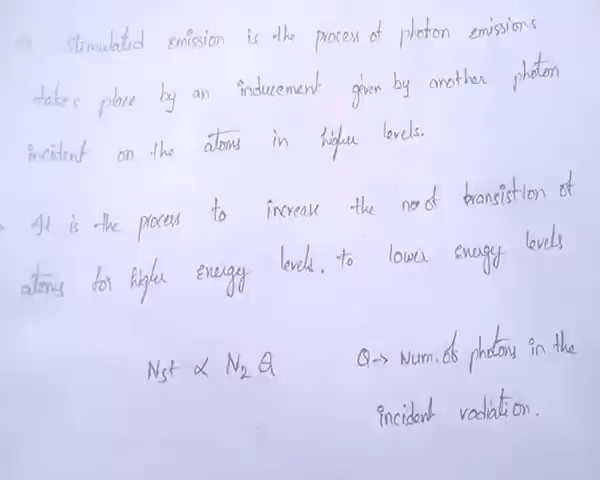 Stimulated emission is the process of photon emissions
takes place by an inducement given by another photon
incident on the atoms in higher levels.
It is the process to increase the no of transistion of
atoms for higher energy levels. to lower energy levels
Nst ∝ N2 Q Q → Num. of photons in the
incident radiation.